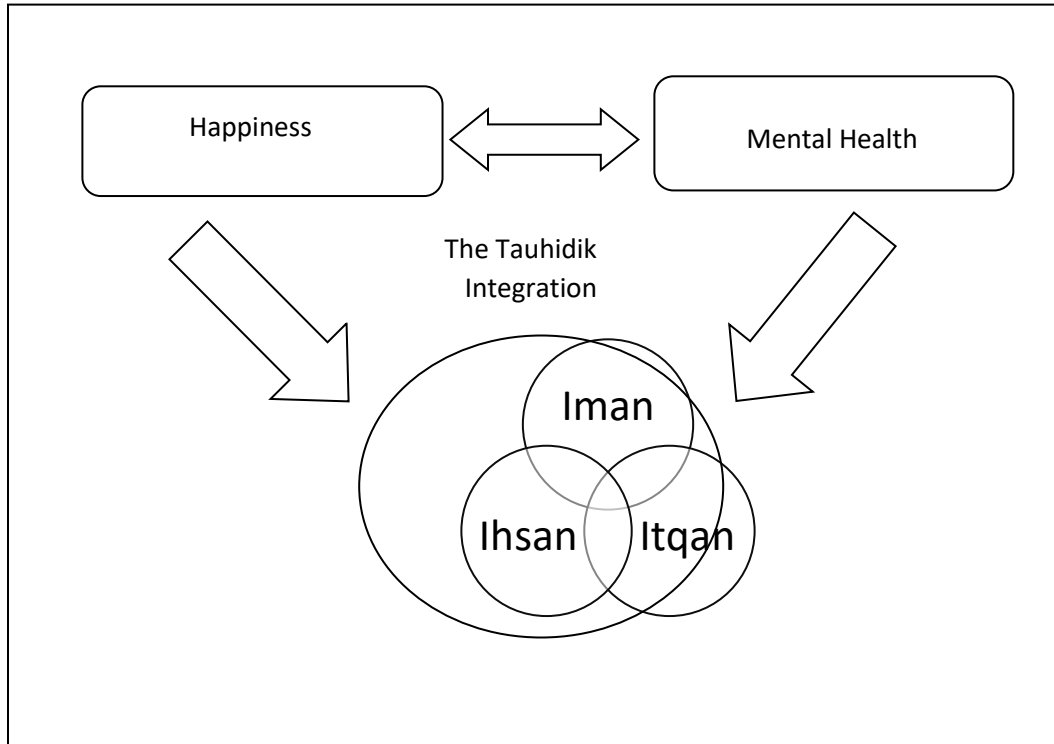 Happiness
Mental Health
The Tauhidik
Integration
Iman
Ihsan
Itqan